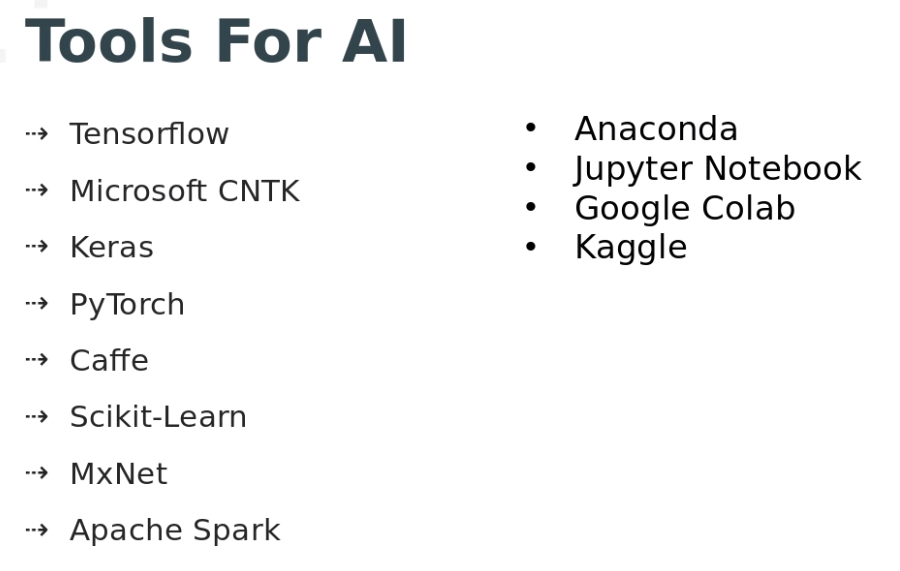 Tools For AI
⇢ Tensorflow
⇢ Microsoft CNTK
⇢ Keras
⇢ PyTorch
⇢ Caffe
⇢ Scikit-Learn
⇢ MxNet
⇢ Apache Spark
• Anaconda
• Jupyter Notebook
• Google Colab
• Kaggle